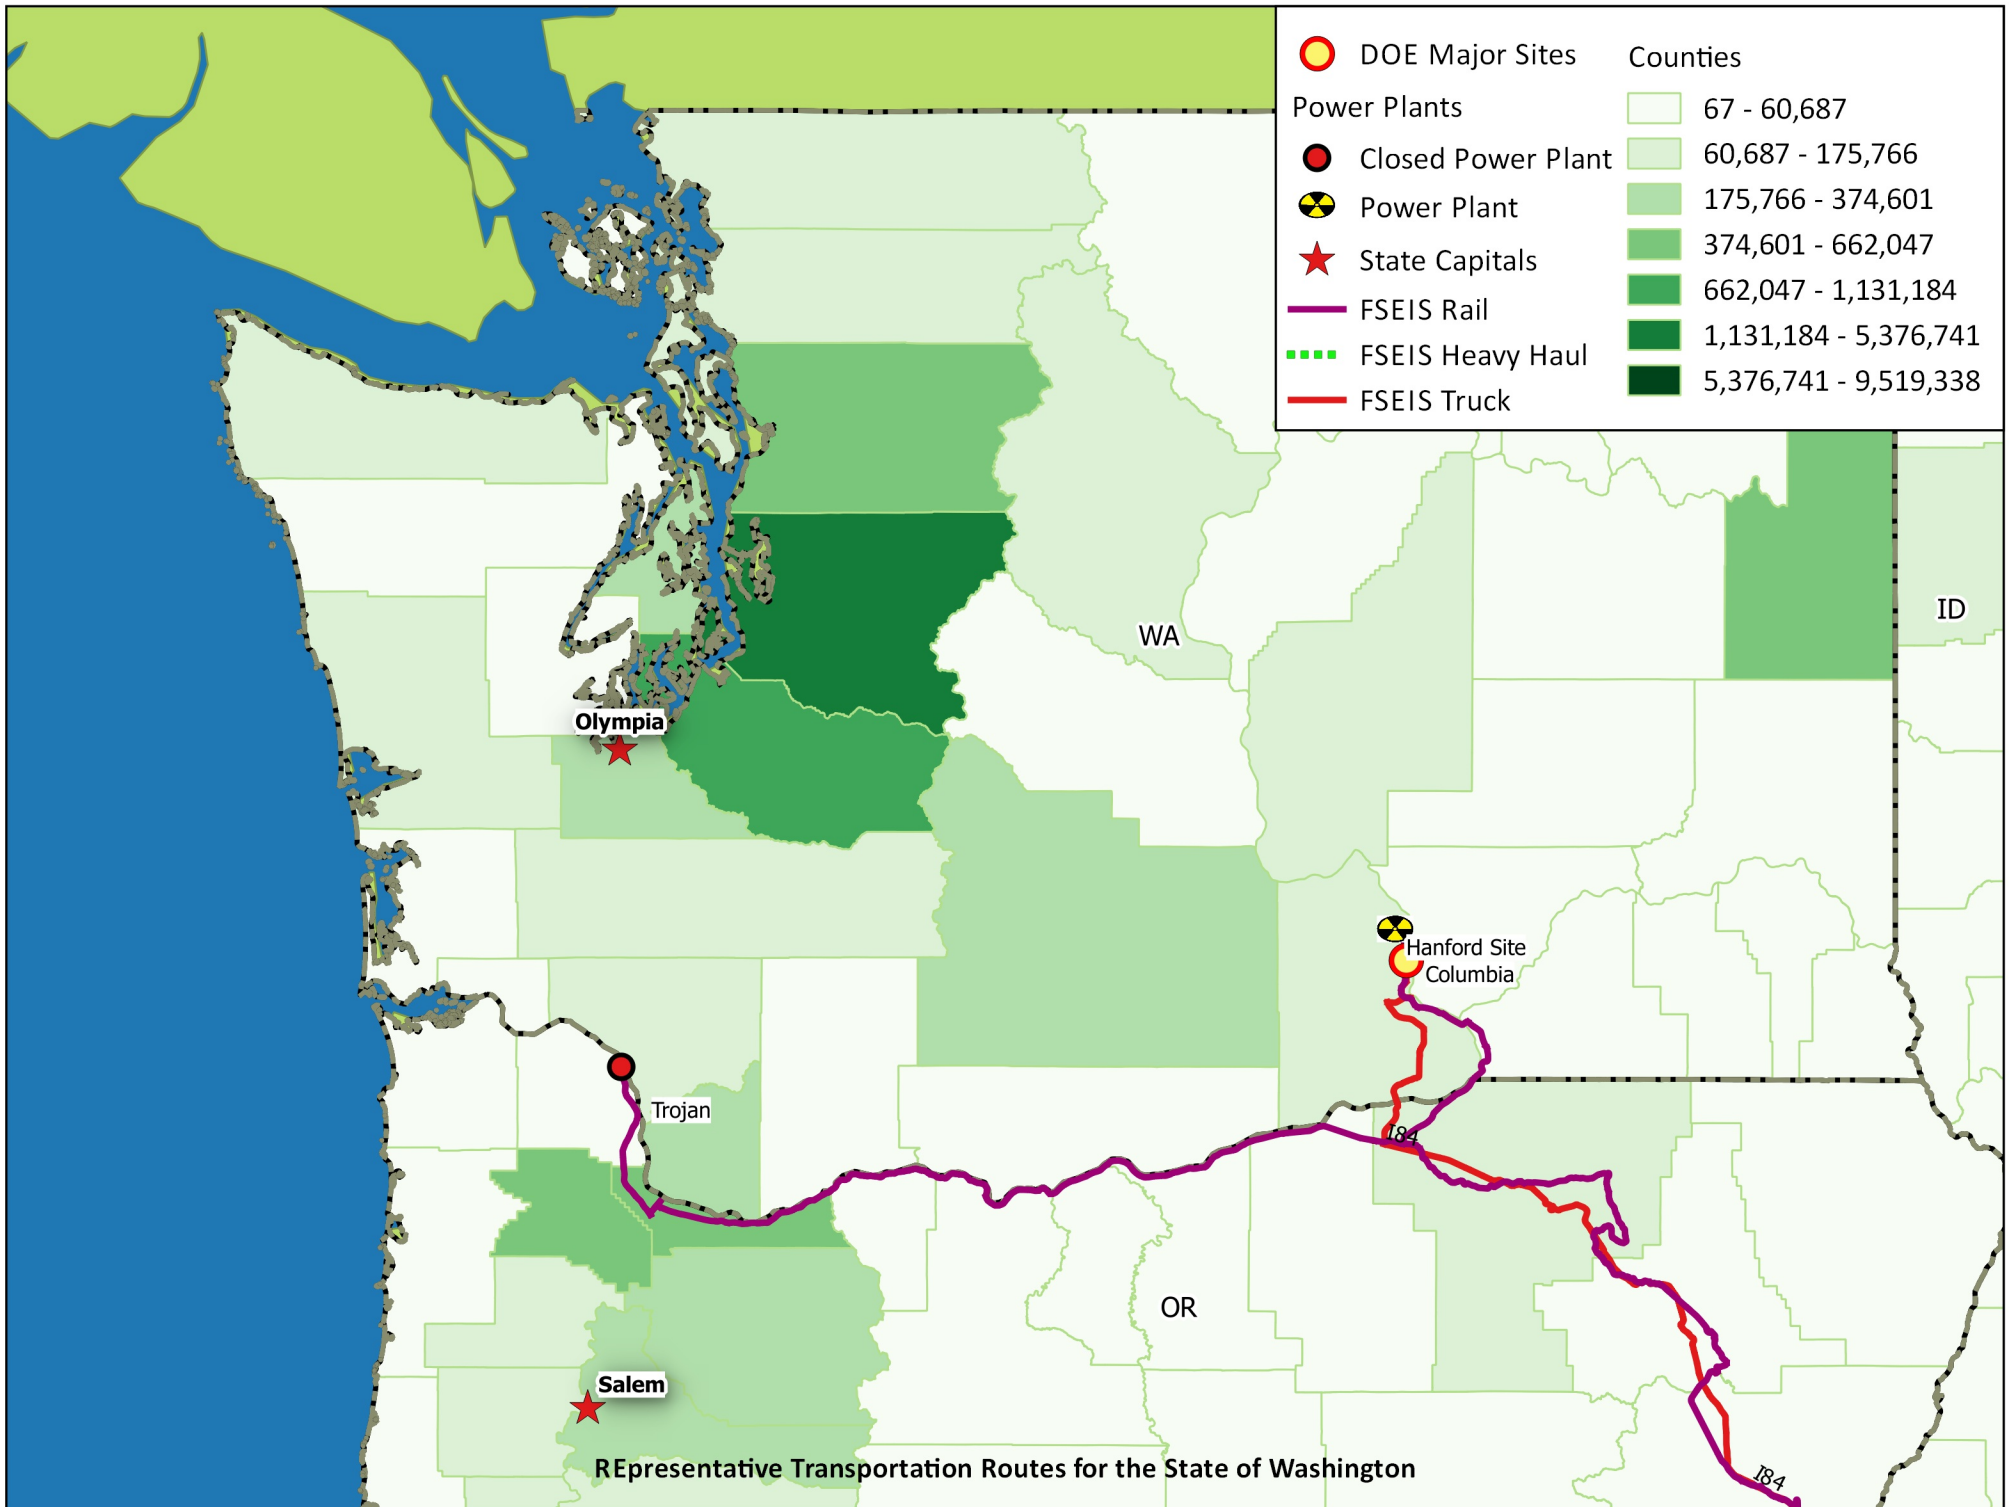 DOE Major Sites
Power Plants
Closed Power Plant
Power Plant
State Capitals
FSEIS Rail
FSEIS Heavy Haul
FSEIS Truck
Counties
67 - 60,687
60,687 - 175,766
175,766 - 374,601
374,601 - 662,047
662,047 - 1,131,184
1,131,184 - 5,376,741
5,376,741 - 9,519,338
ID
WA
Olympia
Hanford Site
Columbia
Trojan
I84
OR
Salem
REpresentative Transportation Routes for the State of Washington
I84